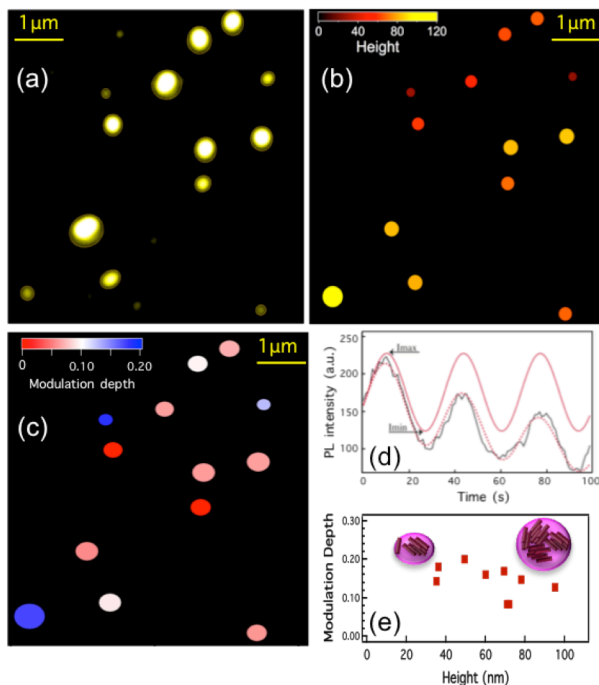 1μm
(a)
0 40 80 120
Height
1μm
(b)
0 0.10 0.20
Modulation depth
1μm
(c)
250
200
150
100
PL intensity (a.u.)
Imax
Imin
(d)
0 20 40 60 80 100
Time (s)
0.30
0.20
0.10
0.00
Modulation Depth
(e)
0 20 40 60 80 100
Height (nm)